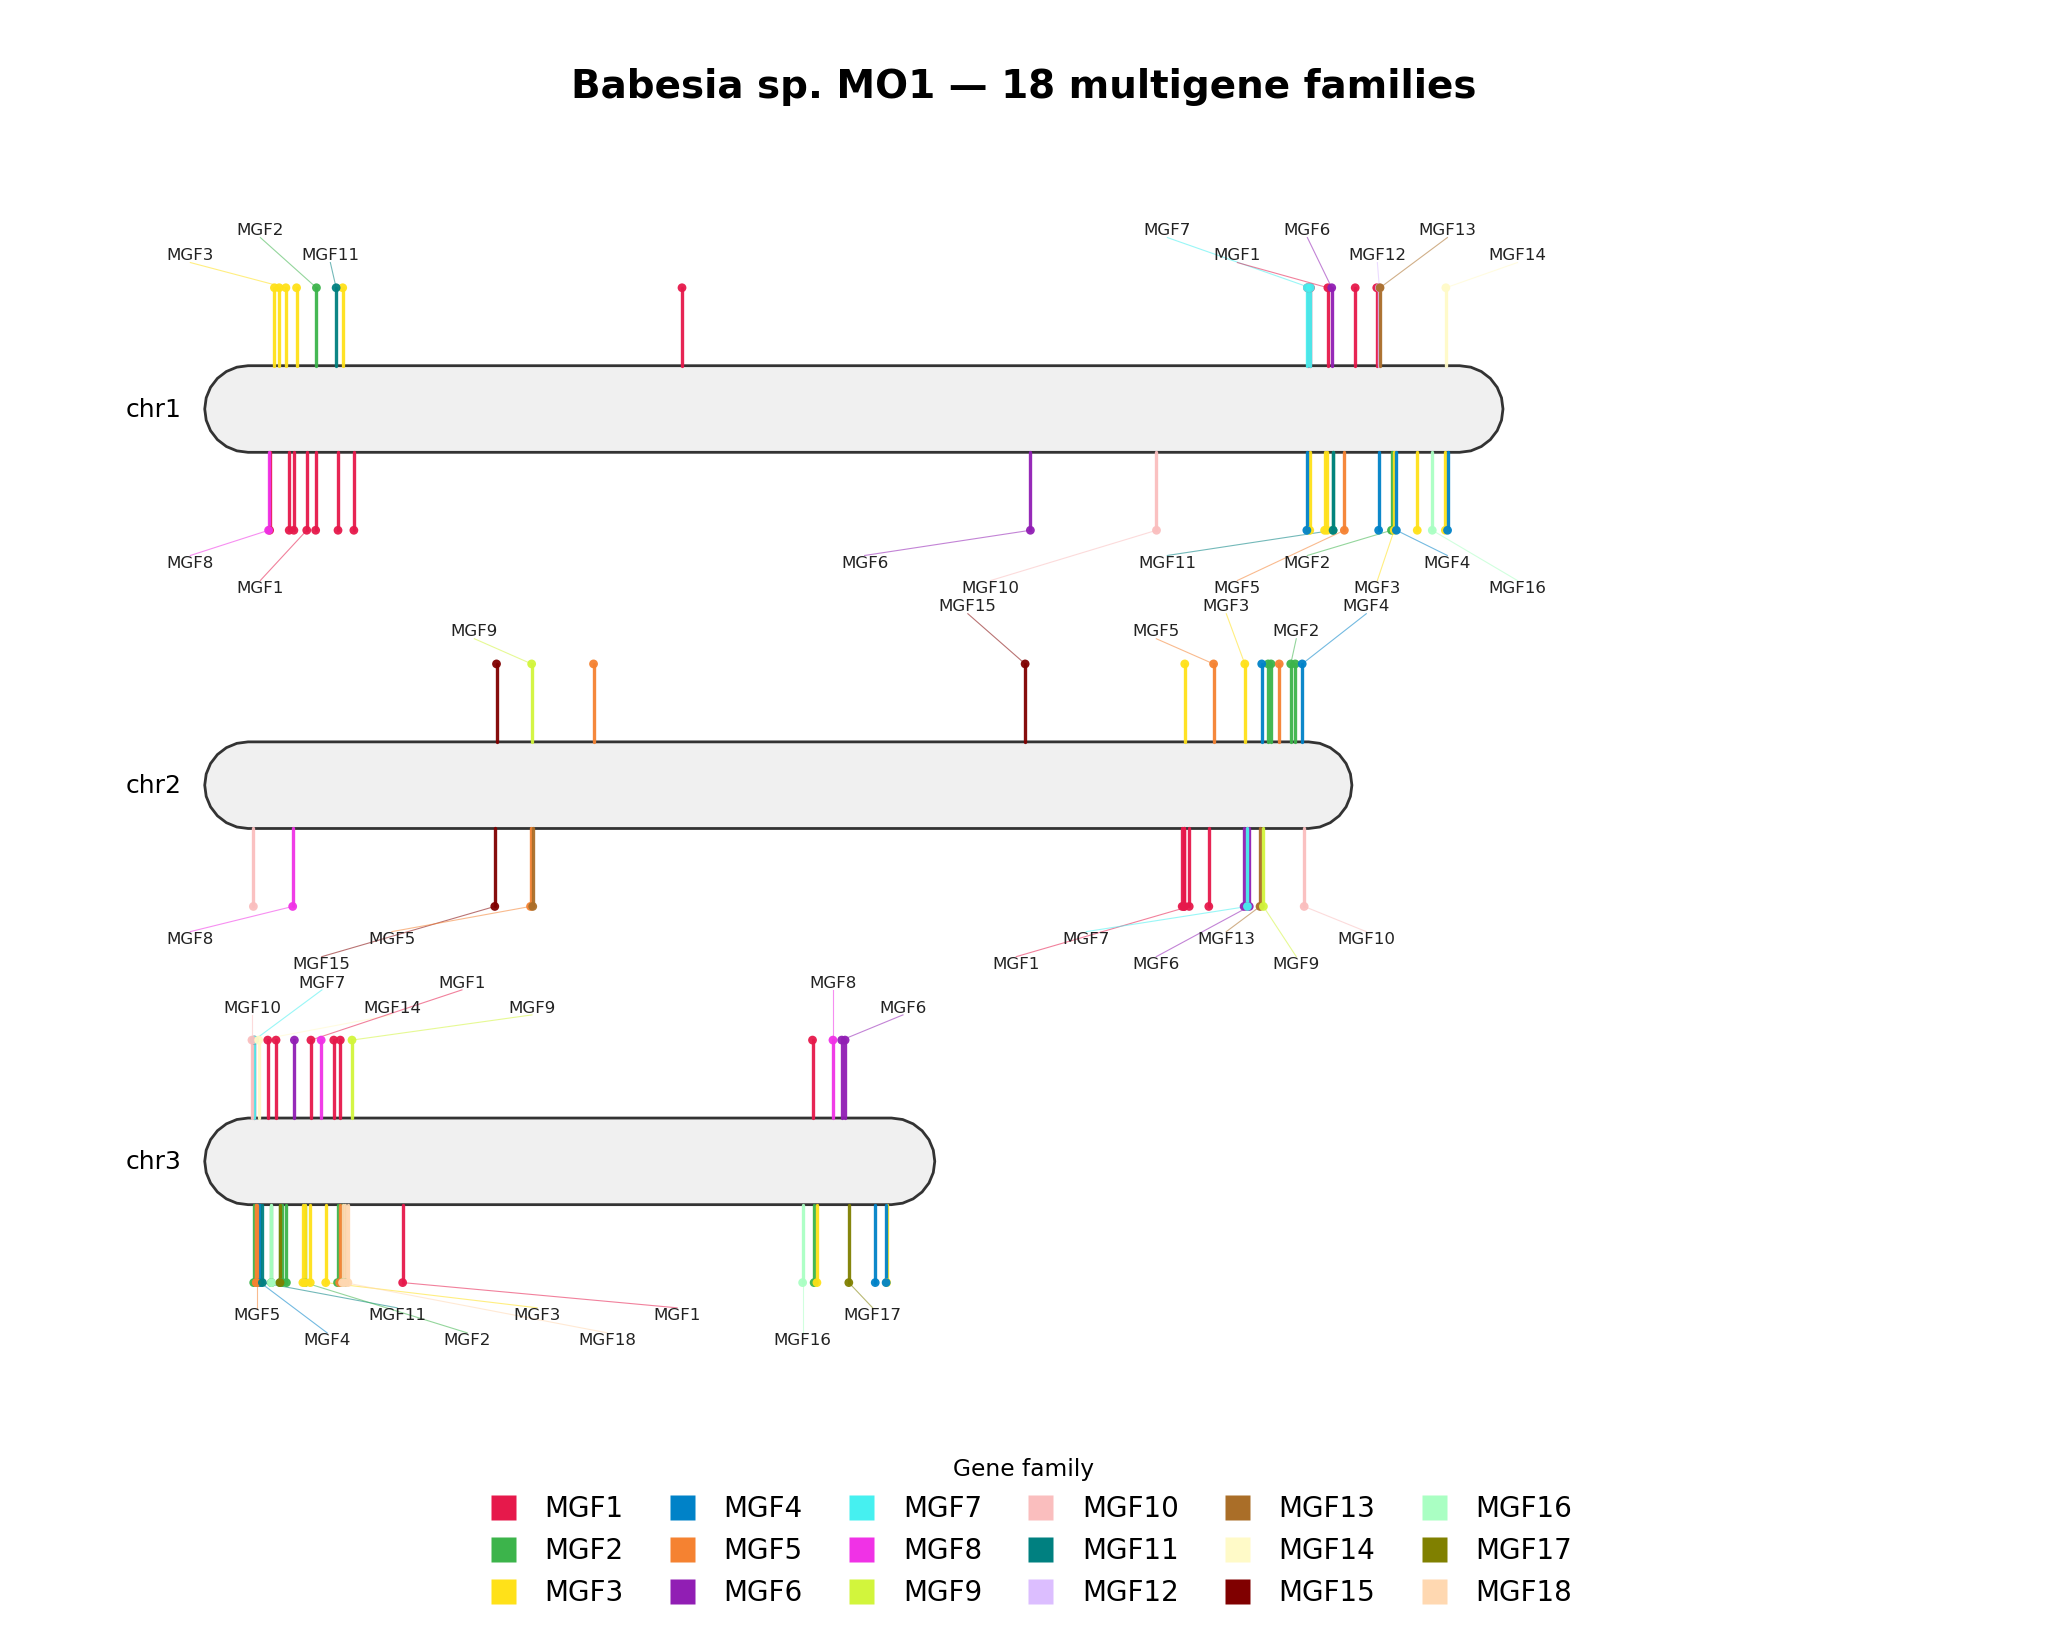 Babesia sp. MO1 — 18 multigene families
MGF2 MGF7 MGF6 MGF13
MGF3 MGF11 MGF1 MGF12 MGF14
chr1
MGF8 MGF6 MGF11 MGF2 MGF4
MGF1 MGF10 MGF5 MGF3 MGF16
MGF15 MGF3 MGF4
MGF9 MGF5 MGF2
chr2
MGF8 MGF5 MGF7 MGF13 MGF10
MGF15 MGF1 MGF6 MGF9
MGF7 MGF1 MGF8
MGF10 MGF14 MGF9 MGF6
chr3
MGF5 MGF11 MGF3 MGF1 MGF17
MGF4 MGF2 MGF18 MGF16
Gene family
MGF1 MGF4 MGF7 MGF10 MGF13 MGF16
MGF2 MGF5 MGF8 MGF11 MGF14 MGF17
MGF3 MGF6 MGF9 MGF12 MGF15 MGF18